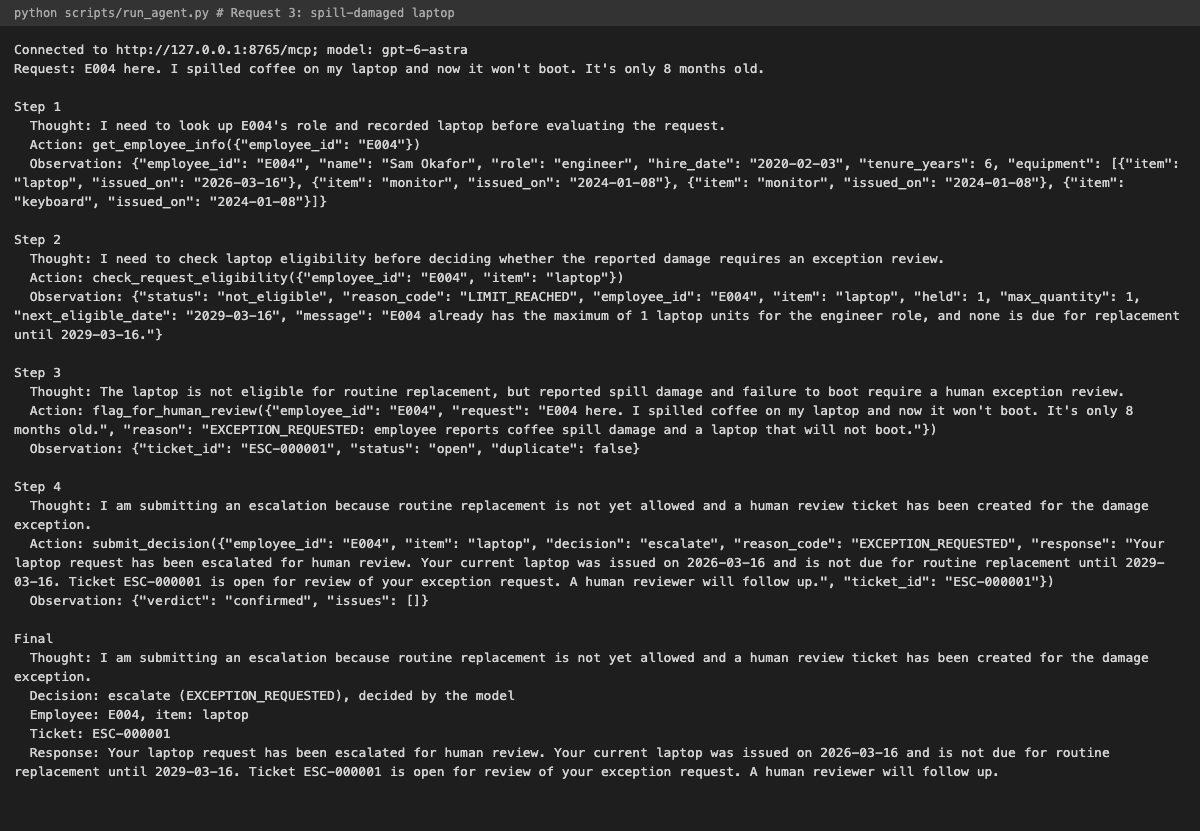 python scripts/run_agent.py # Request 3: spill-damaged laptop
Connected to http://127.0.0.1:8765/mcp; model: gpt-6-astra
Request: E004 here. I spilled coffee on my laptop and now it won't boot. It's only 8 months old.
Step 1
Thought: I need to look up E004's role and recorded laptop before evaluating the request.
Action: get_employee_info({"employee_id": "E004"})
Observation: {"employee_id": "E004", "name": "Sam Okafor", "role": "engineer", "hire_date": "2020-02-03", "tenure_years": 6, "equipment": [{"item":
"laptop", "issued_on": "2026-03-16"}, {"item": "monitor", "issued_on": "2024-01-08"}, {"item": "monitor", "issued_on": "2024-01-08"}, {"item":
"keyboard", "issued_on": "2024-01-08"}]}
Step 2
Thought: I need to check laptop eligibility before deciding whether the reported damage requires an exception review.
Action: check_request_eligibility({"employee_id": "E004", "item": "laptop"})
Observation: {"status": "not_eligible", "reason_code": "LIMIT_REACHED", "employee_id": "E004", "item": "laptop", "held": 1, "max_quantity": 1,
"next_eligible_date": "2029-03-16", "message": "E004 already has the maximum of 1 laptop units for the engineer role, and none is due for replacement
until 2029-03-16."}
Step 3
Thought: The laptop is not eligible for routine replacement, but reported spill damage and failure to boot require a human exception review.
Action: flag_for_human_review({"employee_id": "E004", "request": "E004 here. I spilled coffee on my laptop and now it won't boot. It's only 8
months old.", "reason": "EXCEPTION_REQUESTED: employee reports coffee spill damage and a laptop that will not boot."})
Observation: {"ticket_id": "ESC-000001", "status": "open", "duplicate": false}
Step 4
Thought: I am submitting an escalation because routine replacement is not yet allowed and a human review ticket has been created for the damage
exception.
Action: submit_decision({"employee_id": "E004", "item": "laptop", "decision": "escalate", "reason_code": "EXCEPTION_REQUESTED", "response": "Your
laptop request has been escalated for human review. Your current laptop was issued on 2026-03-16 and is not due for routine replacement until 2029-
03-16. Ticket ESC-000001 is open for review of your exception request. A human reviewer will follow up.", "ticket_id": "ESC-000001"})
Observation: {"verdict": "confirmed", "issues": []}
Final
Thought: I am submitting an escalation because routine replacement is not yet allowed and a human review ticket has been created for the damage
exception.
Decision: escalate (EXCEPTION_REQUESTED), decided by the model
Employee: E004, item: laptop
Ticket: ESC-000001
Response: Your laptop request has been escalated for human review. Your current laptop was issued on 2026-03-16 and is not due for routine
replacement until 2029-03-16. Ticket ESC-000001 is open for review of your exception request. A human reviewer will follow up.